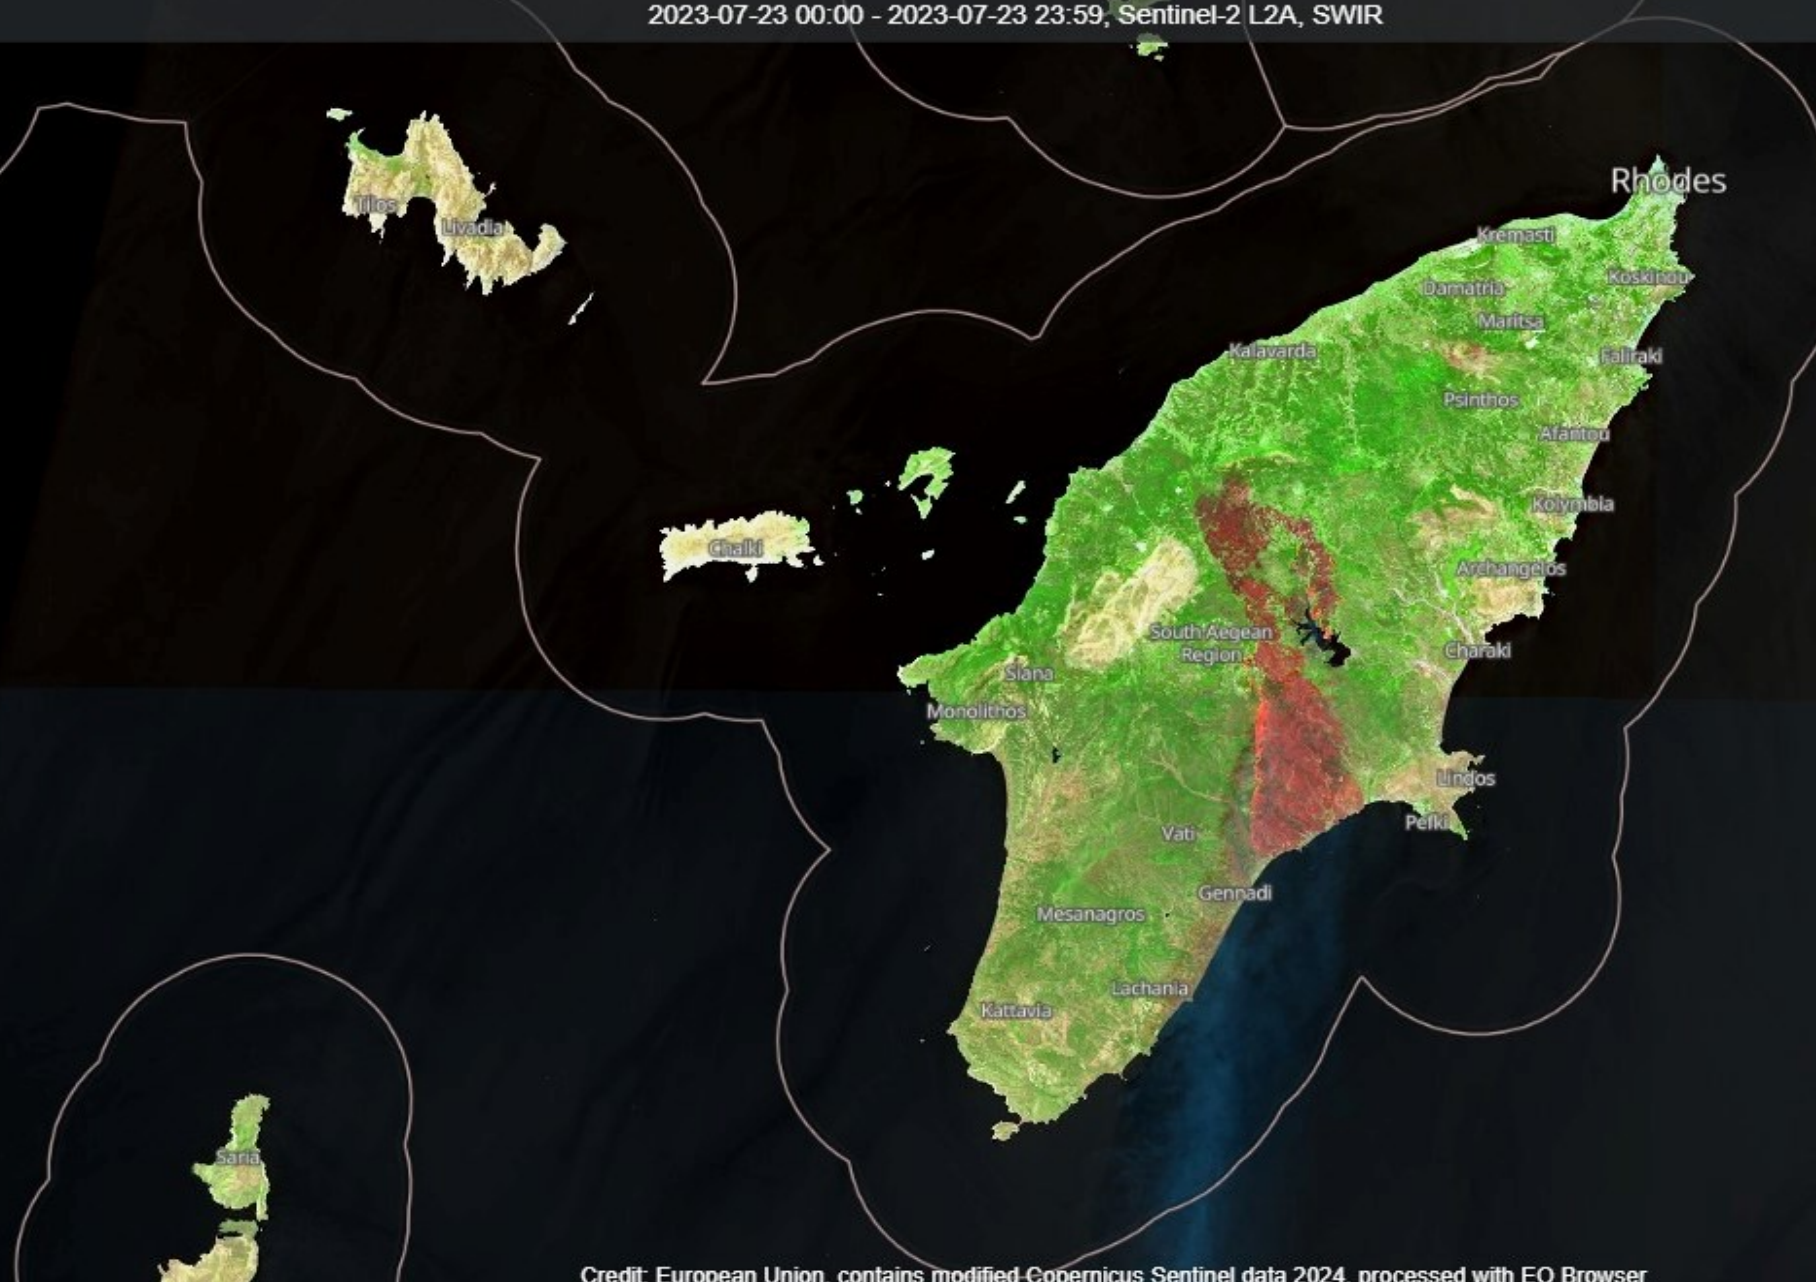 2023-07-23 00:00 - 2023-07-23 23:59, Sentinel-2 L2A, SWIR
Rhodes
Tilos
Livadia
Kremasti
Koskinou
Damatria
Maritsa
Kalavarda
Faliraki
Psinthos
Afantou
Kolymbia
Chalki
Archangelos
South Aegean
Region
Charaki
Siana
Monolithos
Lindos
Pefki
Vati
Gennadi
Mesanagros
Lachania
Kattavia
Saria
Credit: European Union, contains modified Copernicus Sentinel data 2024, processed with EO Browser